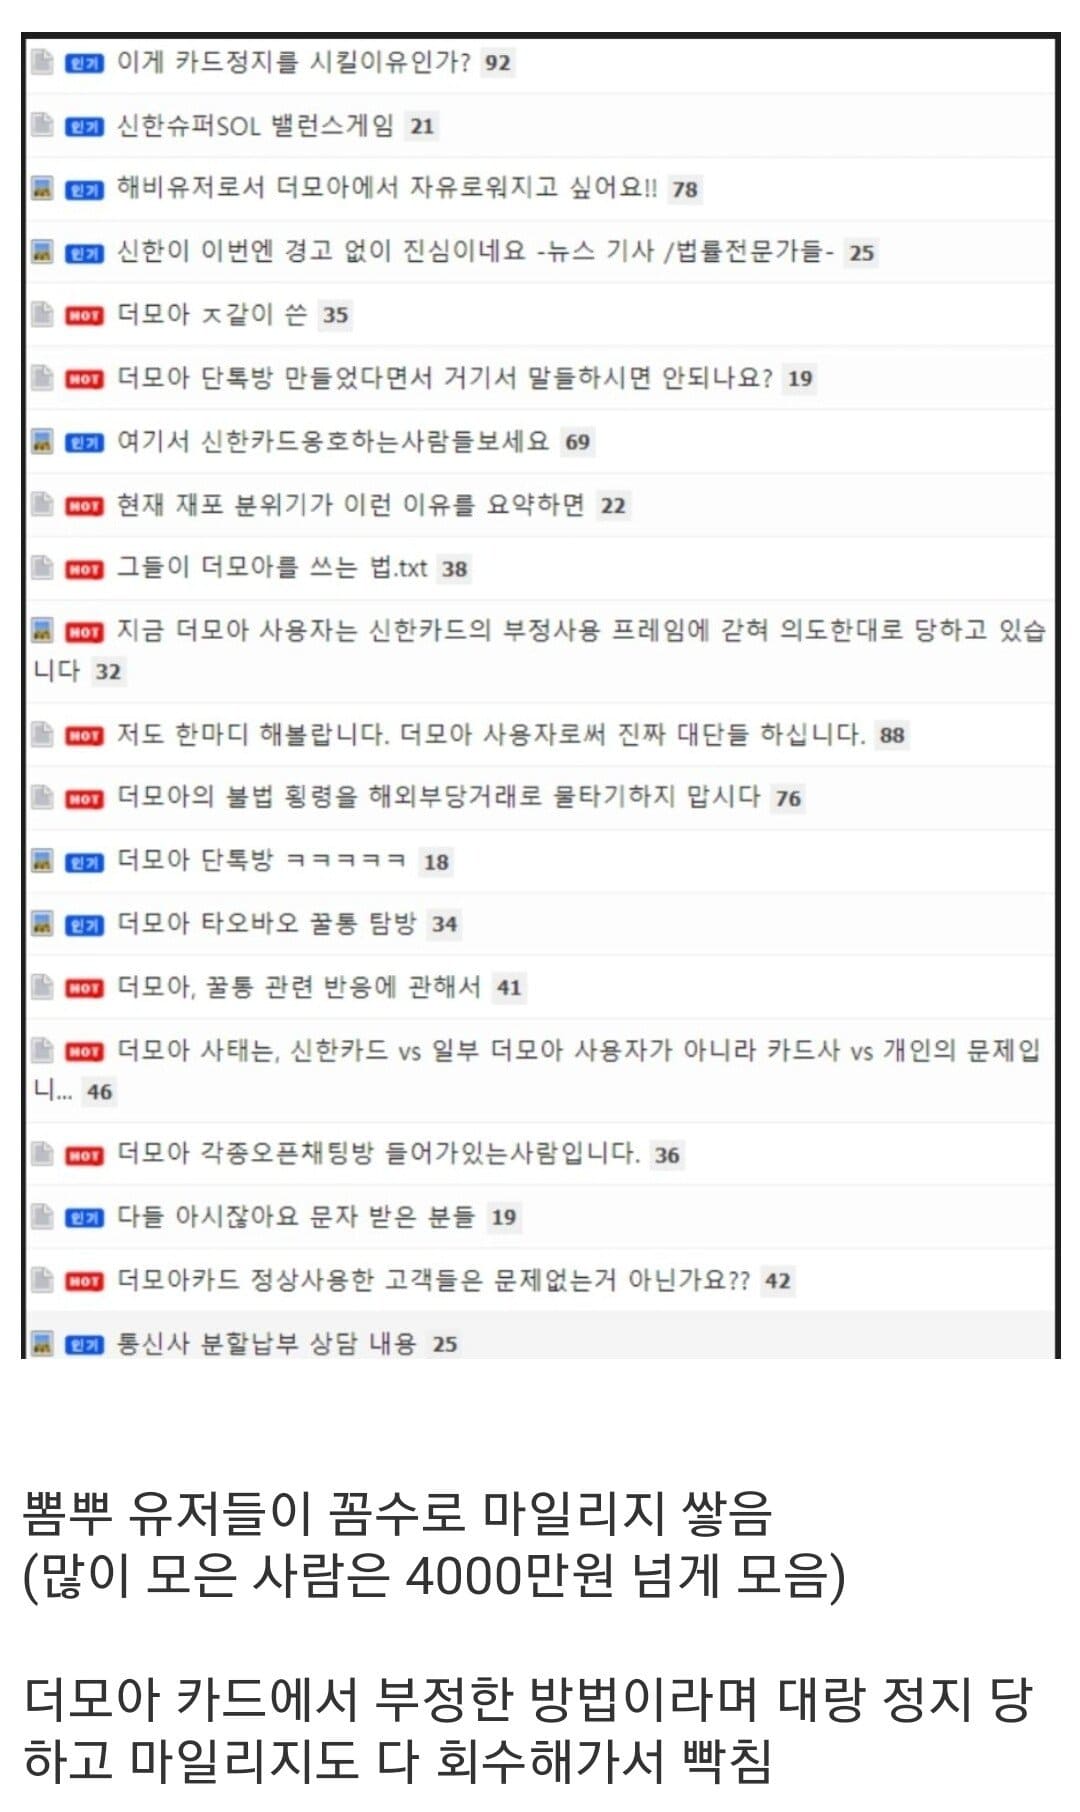 인기 이게 카드정지를 시킬이유인가? 92
인기 신한슈퍼SOL 밸런스게임 21
인기 해비유저로서 더모아에서 자유로워지고 싶어요!! 78
인기 신한이 이번엔 경고 없이 진심이네요 -뉴스 기사 /법률전문가들- 25
HOT 더모아 ㅈ같이 쓴 35
HOT 더모아 단톡방 만들었다면서 거기서 말들하시면 안되나요? 19
인기 여기서 신한카드옹호하는사람들보세요 69
HOT 현재 재포 분위기가 이런 이유를 요약하면 22
HOT 그들이 더모아를 쓰는 법.txt 38
HOT 지금 더모아 사용자는 신한카드의 부정사용 프레임에 갇혀 의도한대로 당하고 있습
니다 32
HOT 저도 한마디 해볼랍니다. 더모아 사용자로써 진짜 대단들 하십니다. 88
HOT 더모아의 불법 횡령을 해외부당거래로 물타기하지 맙시다 76
인기 더모아 단톡방 ㅋㅋㅋㅋㅋ 18
인기 더모아 타오바오 꿀통 탐방 34
HOT 더모아, 꿀통 관련 반응에 관해서 41
HOT 더모아 사태는, 신한카드 vs 일부 더모아 사용자가 아니라 카드사 vs 개인의 문제입
니... 46
HOT 더모아 각종오픈채팅방 들어가있는사람입니다. 36
인기 다들 아시잖아요 문자 받은 분들 19
HOT 더모아카드 정상사용한 고객들은 문제없는거 아닌가요?? 42
인기 통신사 분할납부 상담 내용 25
뽐뿌 유저들이 꼼수로 마일리지 쌓음
(많이 모은 사람은 4000만원 넘게 모음)
더모아 카드에서 부정한 방법이라며 대량 정지 당
하고 마일리지도 다 회수해가서 빡침